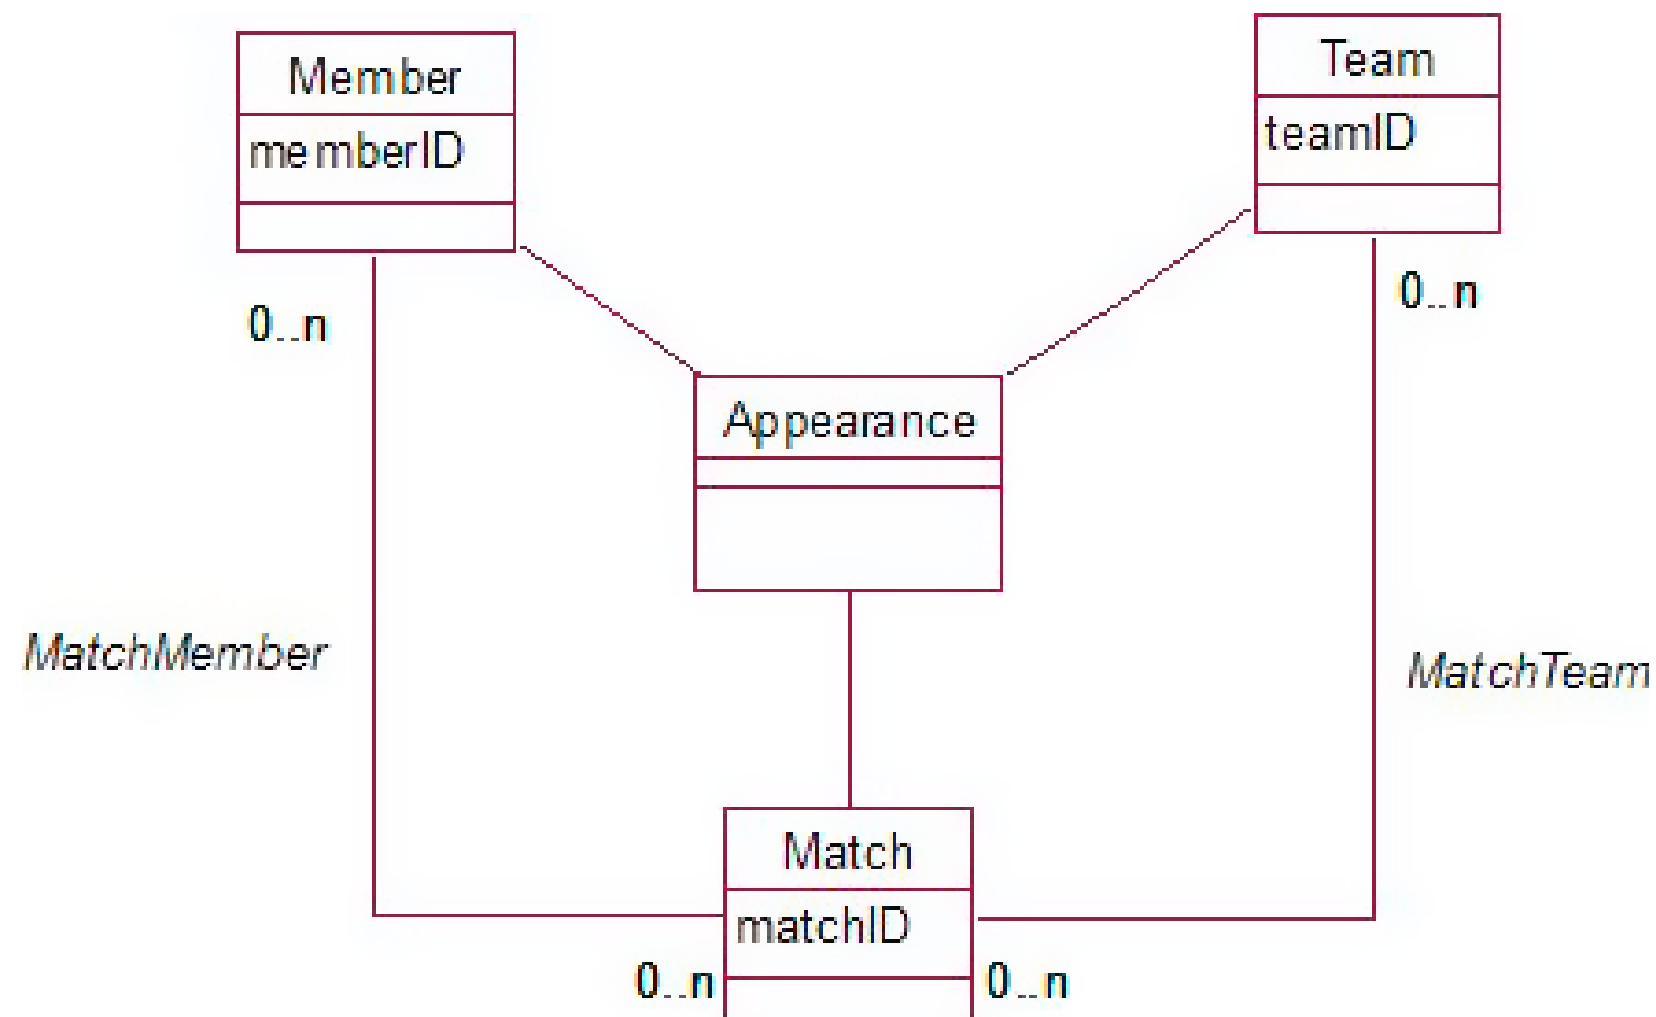 Member
memberID
0..n
Team
teamID
0..n
Appearance
MatchMember
MatchTeam
Match
matchID
0..n
0..n